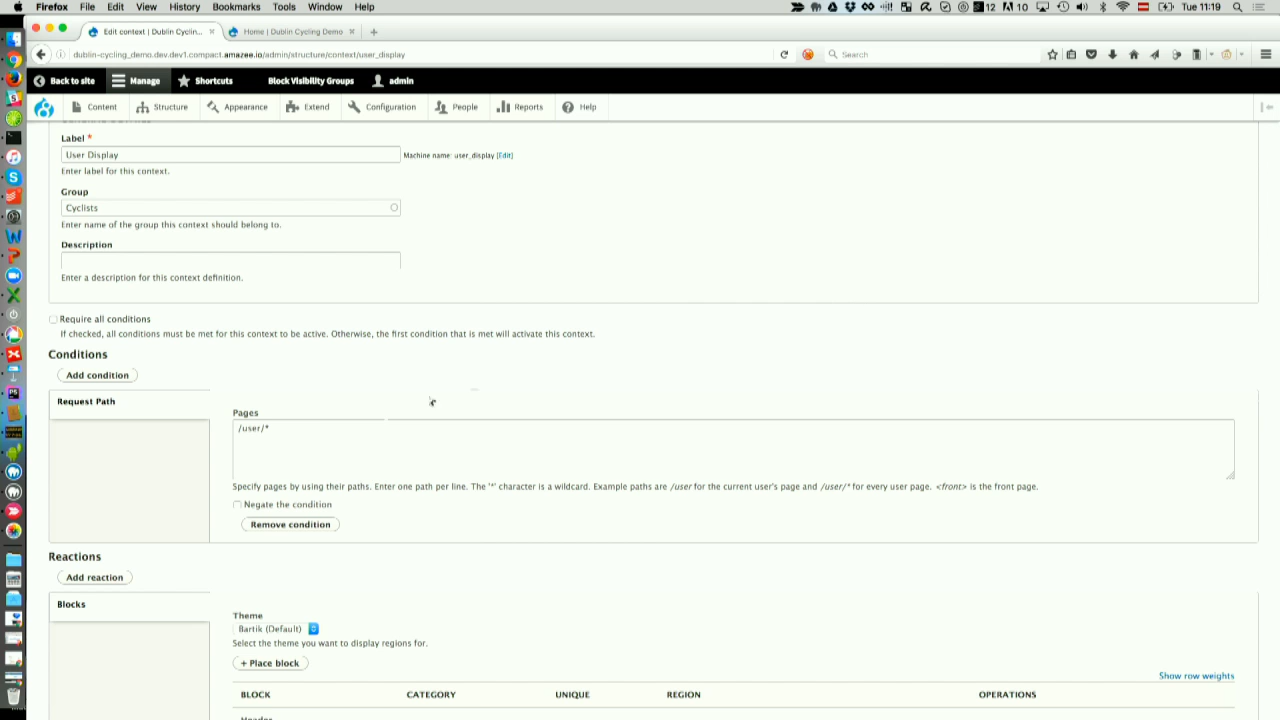 Firefox File Edit View History Bookmarks Tools Window Help 12 10 Tue 11:19
Edit context | Dublin Cyclin... × Home | Dublin Cycling Demo × +
dublin-cycling_demo.dev.dev1.compact.amazee.io/admin/structure/context/user_display Search
Back to site Manage Shortcuts Block Visibility Groups admin
Content Structure Appearance Extend Configuration People Reports Help
Label *
User Display Machine name: user_display [Edit]
Enter label for this context.
Group
Cyclists
Enter name of the group this context should belong to.
Description
Enter a description for this context definition.
Require all conditions
If checked, all conditions must be met for this context to be active. Otherwise, the first condition that is met will activate this context.
Conditions
Add condition
Request Path
Pages
/user/*
Specify pages by using their paths. Enter one path per line. The '*' character is a wildcard. Example paths are /user for the current user's page and /user/* for every user page. <front> is the front page.
Negate the condition
Remove condition
Reactions
Add reaction
Blocks
Theme
Bartik (Default)
Select the theme you want to display regions for.
+ Place block
Show row weights
BLOCK CATEGORY UNIQUE REGION OPERATIONS
Header